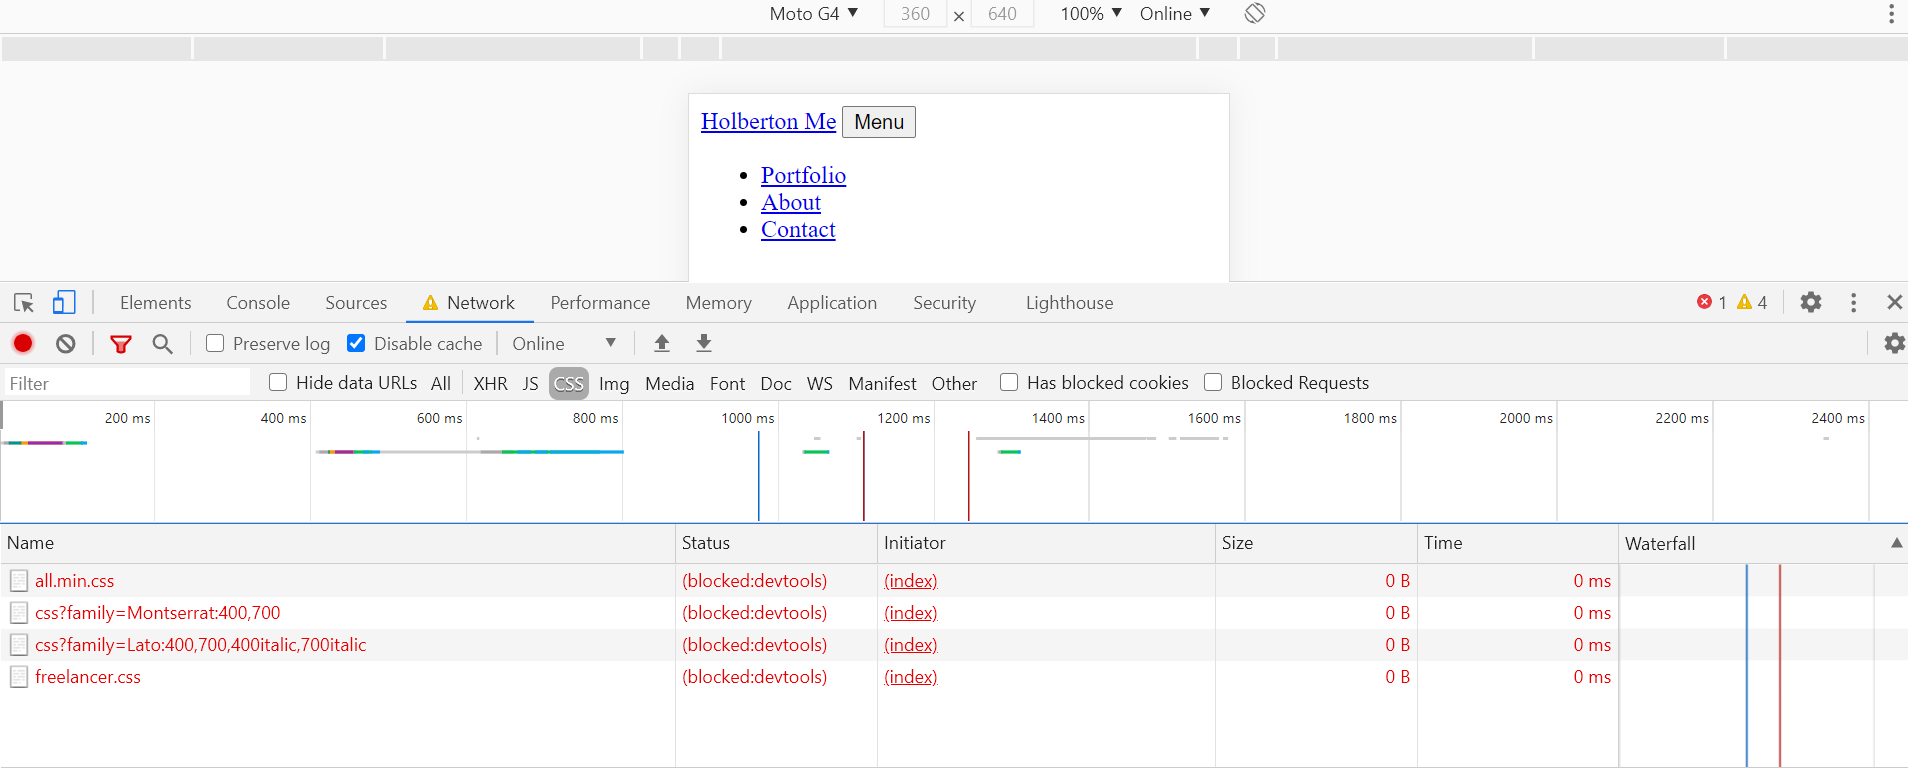 Moto G4 ▼ 360 × 640 100% ▼ Online ▼
Holberton Me Menu
Portfolio
About
Contact
Elements Console Sources Network Performance Memory Application Security Lighthouse 1 4
Preserve log Disable cache Online ▼
Filter Hide data URLs All XHR JS CSS Img Media Font Doc WS Manifest Other Has blocked cookies Blocked Requests
200 ms 400 ms 600 ms 800 ms 1000 ms 1200 ms 1400 ms 1600 ms 1800 ms 2000 ms 2200 ms 2400 ms
Name Status Initiator Size Time Waterfall
all.min.css (blocked:devtools) (index) 0 B 0 ms
css?family=Montserrat:400,700 (blocked:devtools) (index) 0 B 0 ms
css?family=Lato:400,700,400italic,700italic (blocked:devtools) (index) 0 B 0 ms
freelancer.css (blocked:devtools) (index) 0 B 0 ms